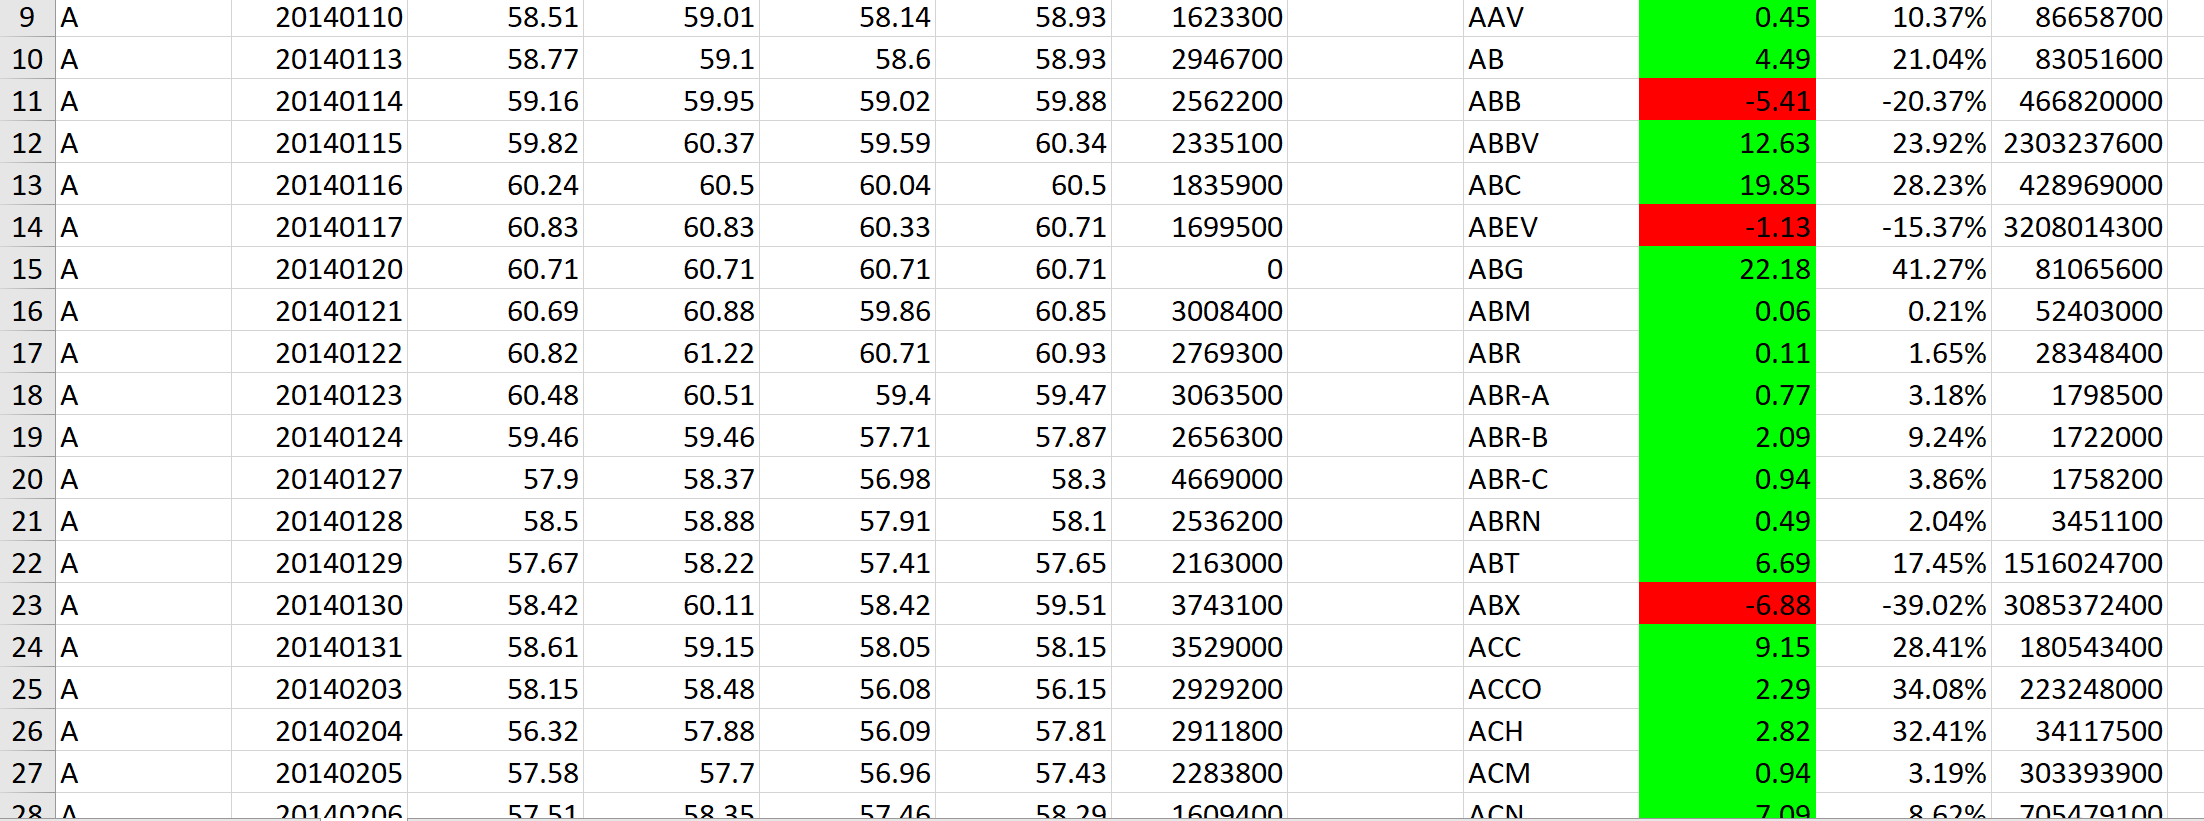 9 A 20140110 58.51 59.01 58.14 58.93 1623300 AAV 0.45 10.37% 86658700
10 A 20140113 58.77 59.1 58.6 58.93 2946700 AB 4.49 21.04% 83051600
11 A 20140114 59.16 59.95 59.02 59.88 2562200 ABB -5.41 -20.37% 466820000
12 A 20140115 59.82 60.37 59.59 60.34 2335100 ABBV 12.63 23.92% 2303237600
13 A 20140116 60.24 60.5 60.04 60.5 1835900 ABC 19.85 28.23% 428969000
14 A 20140117 60.83 60.83 60.33 60.71 1699500 ABEV -1.13 -15.37% 3208014300
15 A 20140120 60.71 60.71 60.71 60.71 0 ABG 22.18 41.27% 81065600
16 A 20140121 60.69 60.88 59.86 60.85 3008400 ABM 0.06 0.21% 52403000
17 A 20140122 60.82 61.22 60.71 60.93 2769300 ABR 0.11 1.65% 28348400
18 A 20140123 60.48 60.51 59.4 59.47 3063500 ABR-A 0.77 3.18% 1798500
19 A 20140124 59.46 59.46 57.71 57.87 2656300 ABR-B 2.09 9.24% 1722000
20 A 20140127 57.9 58.37 56.98 58.3 4669000 ABR-C 0.94 3.86% 1758200
21 A 20140128 58.5 58.88 57.91 58.1 2536200 ABRN 0.49 2.04% 3451100
22 A 20140129 57.67 58.22 57.41 57.65 2163000 ABT 6.69 17.45% 1516024700
23 A 20140130 58.42 60.11 58.42 59.51 3743100 ABX -6.88 -39.02% 3085372400
24 A 20140131 58.61 59.15 58.05 58.15 3529000 ACC 9.15 28.41% 180543400
25 A 20140203 58.15 58.48 56.08 56.15 2929200 ACCO 2.29 34.08% 223248000
26 A 20140204 56.32 57.88 56.09 57.81 2911800 ACH 2.82 32.41% 34117500
27 A 20140205 57.58 57.7 56.96 57.43 2283800 ACM 0.94 3.19% 303393900
28 A 20140206 57.51 58.35 57.46 58.29 1609400 ACN 7.09 8.62% 705479100